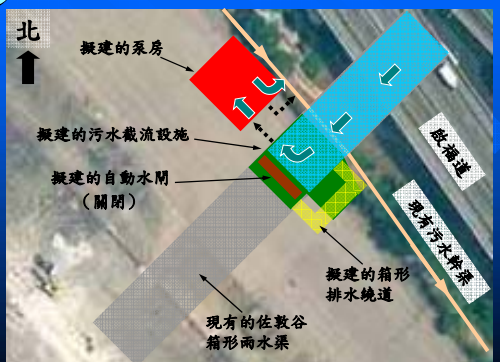 北
擬建的泵房
擬建的污水截流設施
擬建的自動水閘
（關閉）
啟福道
現有污水幹渠
擬建的箱形
排水繞道
現有的佐敦谷
箱形雨水渠